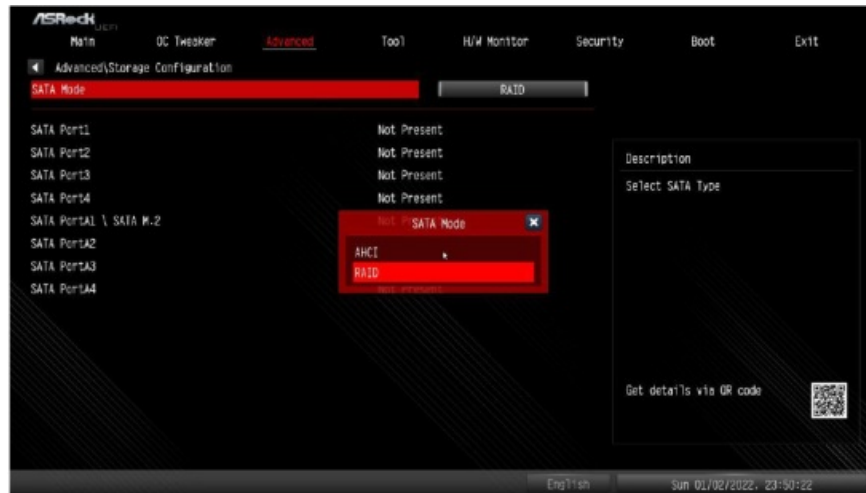 ASRock UEFI
Main OC Tweaker Advanced Tool H/W Monitor Security Boot Exit
Advanced\Storage Configuration
SATA Mode RAID
SATA Port1 Not Present
SATA Port2 Not Present
SATA Port3 Not Present
SATA Port4 Not Present
SATA PortA1 \ SATA M.2 Not
SATA PortA2
SATA PortA3
SATA PortA4 Not Present
SATA Mode
AHCI
RAID
Description
Select SATA Type
Get details via QR code
English Sun 01/02/2022, 23:50:22